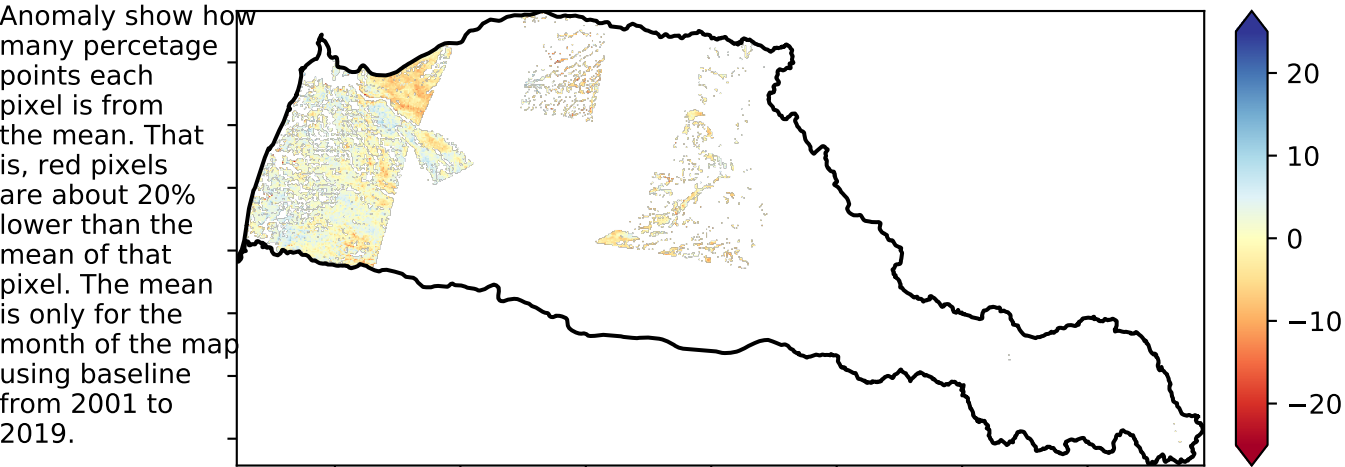 Anomaly show how
many percetage
points each
pixel is from
the mean. That
is, red pixels
are about 20%
lower than the
mean of that
pixel. The mean
is only for the
month of the map
using baseline
from 2001 to
2019.
20
10
0
−10
−20